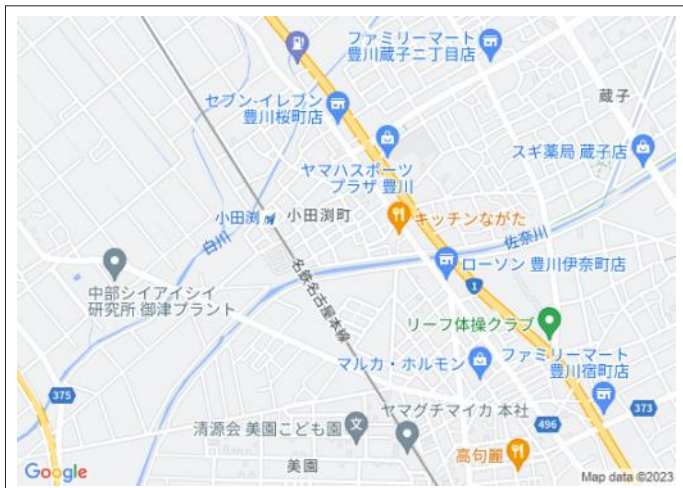 ファミリーマート
豊川蔵子二丁目店
セブン-イレブン
豊川桜町店
蔵子
ヤマハスポーツ
プラザ 豊川
スギ薬局 蔵子店
小田渕
小田渕町
キッチンながた
白川
佐奈川
名鉄名古屋本線
ローソン 豊川伊奈町店
中部シイアイシイ
研究所 御津プラント
1
リーフ体操クラブ
マルカ・ホルモン
ファミリーマート
豊川宿町店
375
ヤマグチマイカ 本社
373
清源会 美園こども園
496
美園
高句麗
Google
Map data ©2023